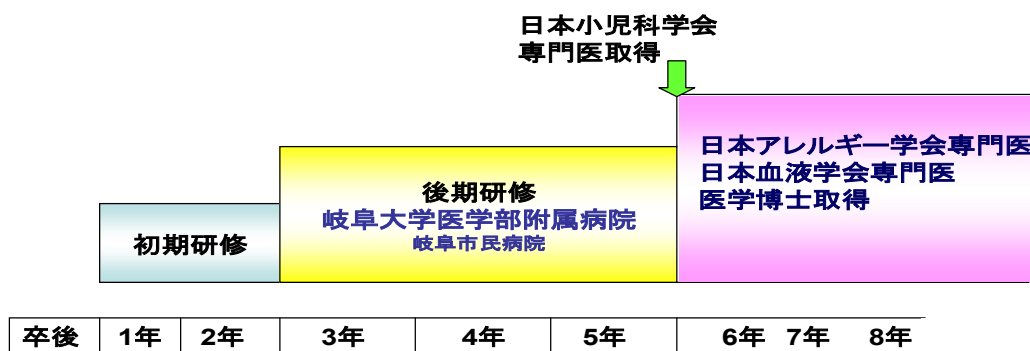 日本小児科学会
専門医取得
日本アレルギー学会専門医
日本血液学会専門医
医学博士取得
後期研修
岐阜大学医学部附属病院
岐阜市民病院
初期研修
卒後 1年 2年 3年 4年 5年 6年 7年 8年